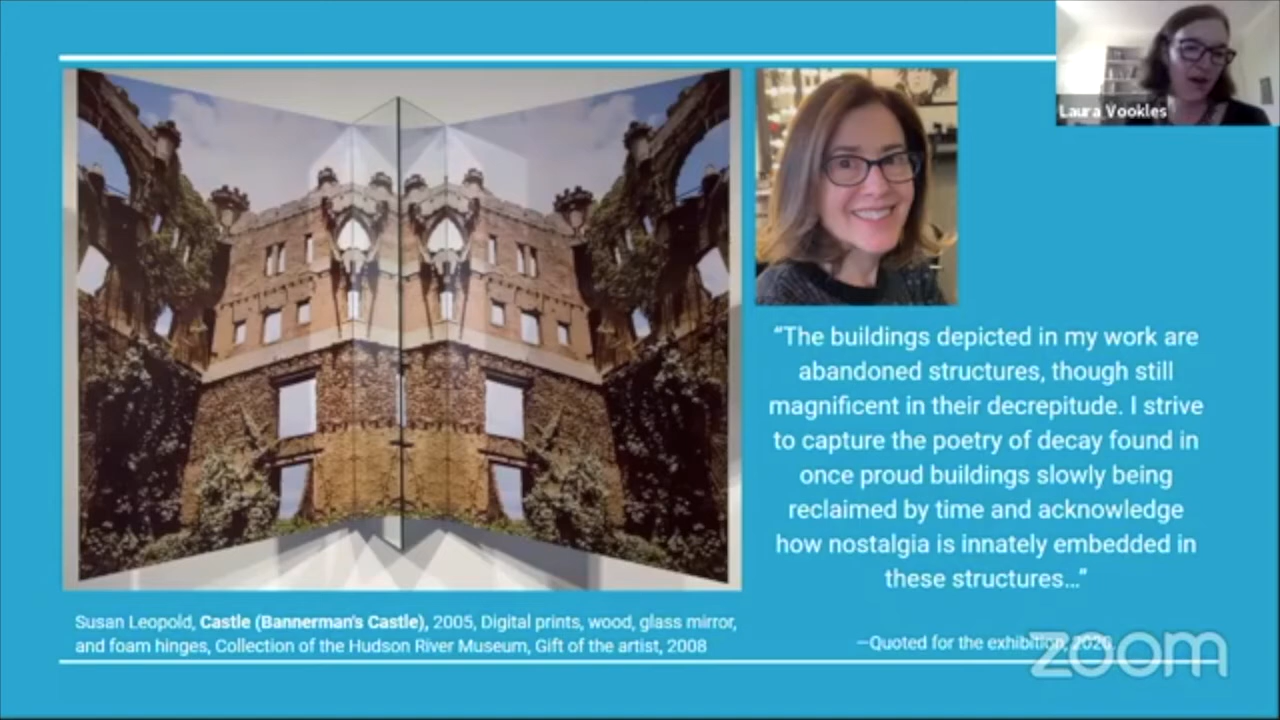 Laura Vookles
“The buildings depicted in my work are
abandoned structures, though still
magnificent in their decrepitude. I strive
to capture the poetry of decay found in
once proud buildings slowly being
reclaimed by time and acknowledge
how nostalgia is innately embedded in
these structures…”
Susan Leopold, Castle (Bannerman's Castle), 2005, Digital prints, wood, glass mirror,
and foam hinges, Collection of the Hudson River Museum, Gift of the artist, 2008
—Quoted for the exhibition, 2020
zoom